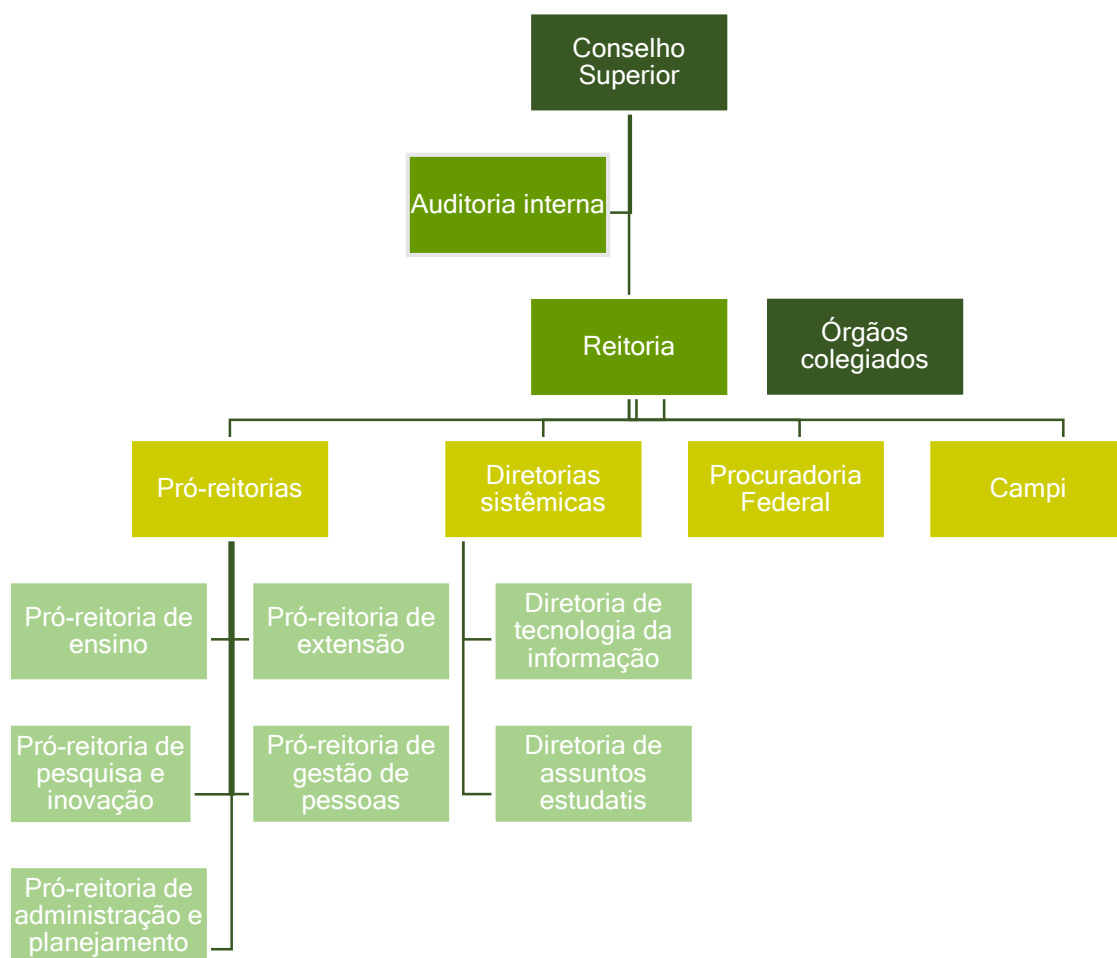 Conselho
Superior
Auditoria interna
Reitoria
Órgãos
colegiados
Pró-reitorias
Diretorias
sistêmicas
Procuradoria
Federal
Campi
Pró-reitoria de
ensino
Pró-reitoria de
extensão
Diretoria de
tecnologia da
informação
Pró-reitoria de
pesquisa e
inovação
Pró-reitoria de
gestão de
pessoas
Diretoria de
assuntos
estudatis
Pró-reitoria de
administração e
planejamento